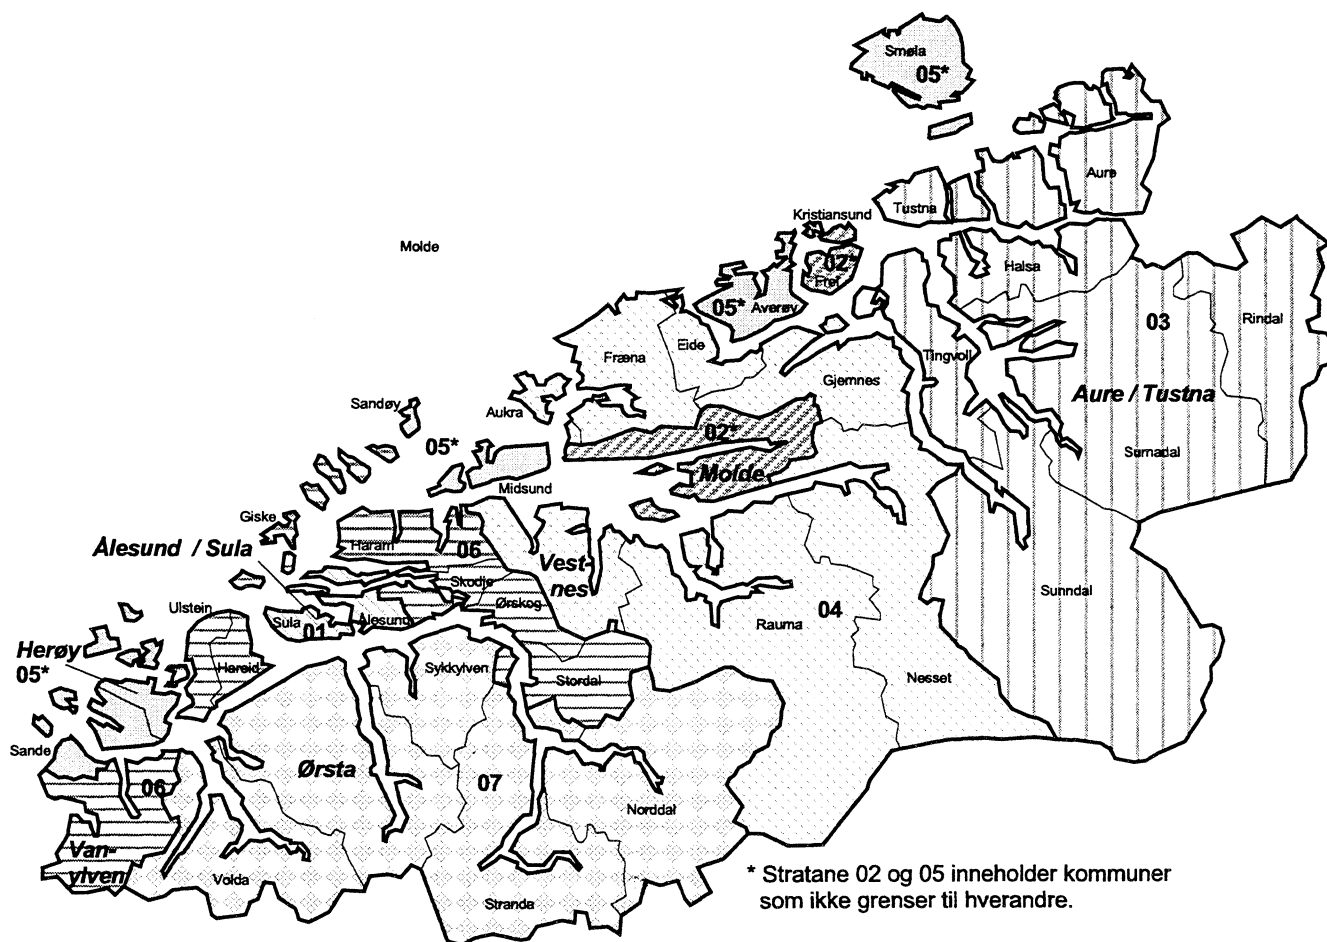 Smøla
05*
Aure
Tustna
Kristiansund
Molde
02*
Frei
Halsa
05*
Averøy
03
Rindal
Eide
Fræna
Tingvoll
Gjemnes
Aure / Tustna
Sandøy
Aukra
05*
02*
Surnadal
Molde
Midsund
Giske
Ålesund / Sula
Haram
06
Vest-
nes
Skodje
Sunndal
Ulstein
Ørskog
Sula
01
Ålesund
04
Rauma
Herøy
05*
Hareid
Sykkylven
Stordal
Nesset
Sande
Ørsta
06
07
Norddal
Van-
ylven
Volda
Stranda
* Stratane 02 og 05 inneholder kommuner
som ikke grenser til hverandre.